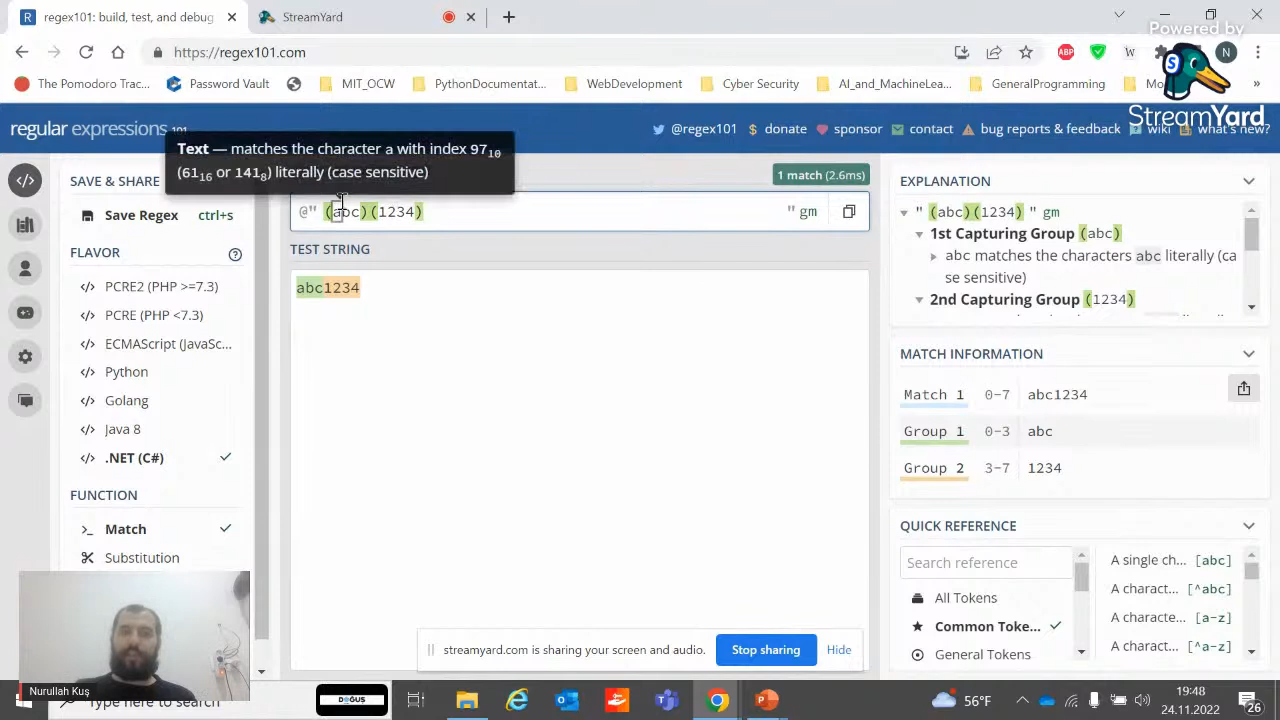 regex101: build, test, and debug
StreamYard
Powered by
https://regex101.com
ABP
W
N
The Pomodoro Trac...
Password Vault
MIT_OCW
PythonDocumentat...
WebDevelopment
Cyber Security
AI_and_MachineLea...
GeneralProgramming
»
StreamYard
regular expressions 101
@regex101
donate
sponsor
contact
bug reports & feedback
wiki
what's new?
Text — matches the character a with index 97₁₀
(61₁₆ or 141₈) literally (case sensitive)
SAVE & SHARE
Save Regex ctrl+s
FLAVOR
PCRE2 (PHP >=7.3)
PCRE (PHP <7.3)
ECMAScript (JavaSc...
Python
Golang
Java 8
.NET (C#)
FUNCTION
Match
Substitution
1 match (2.6ms)
@" (abc)(1234) " gm
TEST STRING
abc1234
EXPLANATION
" (abc)(1234) " gm
1st Capturing Group (abc)
abc matches the characters abc literally (ca
se sensitive)
2nd Capturing Group (1234)
MATCH INFORMATION
Match 1 0-7 abc1234
Group 1 0-3 abc
Group 2 3-7 1234
QUICK REFERENCE
Search reference
All Tokens
Common Toke...
General Tokens
A single ch... [abc]
A charact... [^abc]
A characte... [a-z]
A charact... [^a-z]
streamyard.com is sharing your screen and audio.
Stop sharing
Hide
Nurullah Kuş
Type here to search
DOĞUŞ
56°F
19:48
24.11.2022
26